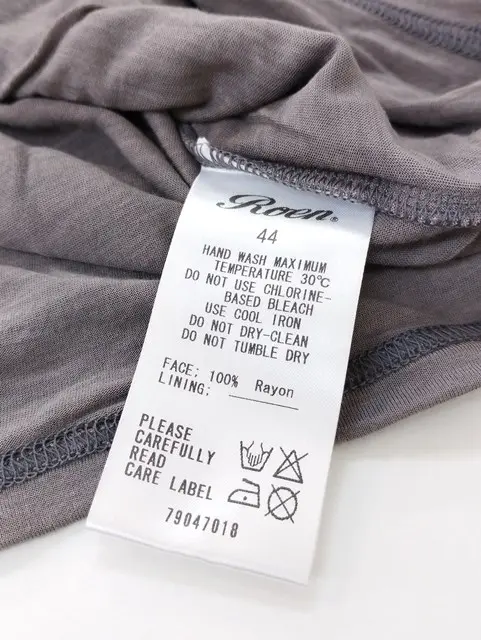 Roen®
44
HAND WASH MAXIMUM
TEMPERATURE 30℃
DO NOT USE CHLORINE-
BASED BLEACH
USE COOL IRON
DO NOT DRY-CLEAN
DO NOT TUMBLE DRY
FACE: 100% Rayon
LINING:
PLEASE
CAREFULLY
READ
CARE LABEL
79047018